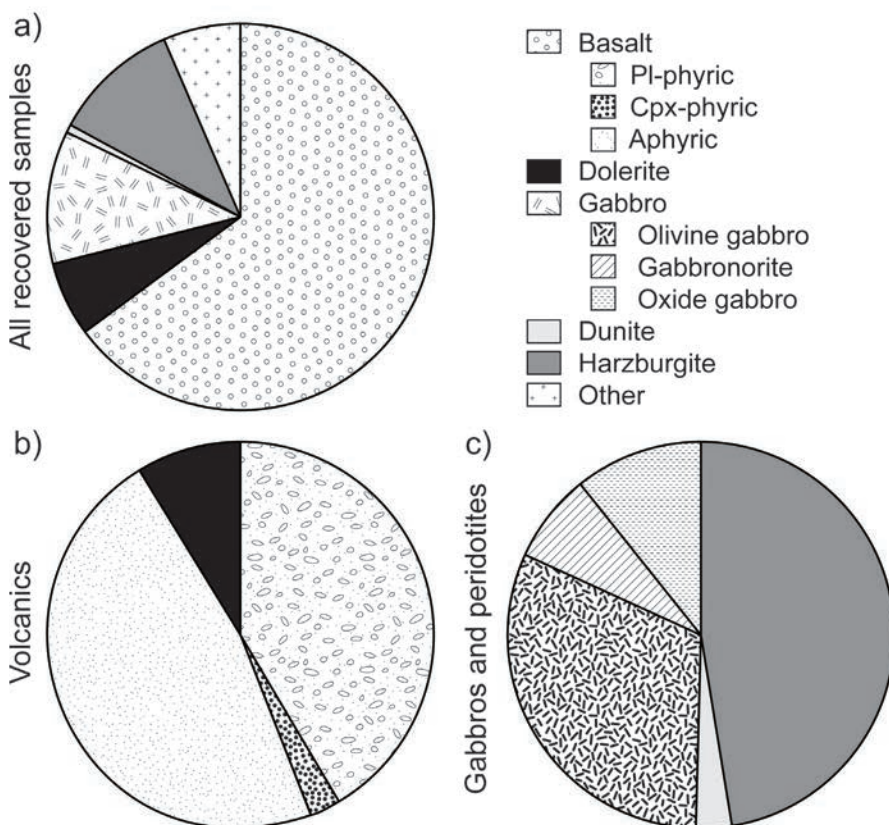 a)
All recovered samples
Basalt
Pl-phyric
Cpx-phyric
Aphyric
Dolerite
Gabbro
Olivine gabbro
Gabbronorite
Oxide gabbro
Dunite
Harzburgite
Other
b)
Volcanics
c)
Gabbros and peridotites